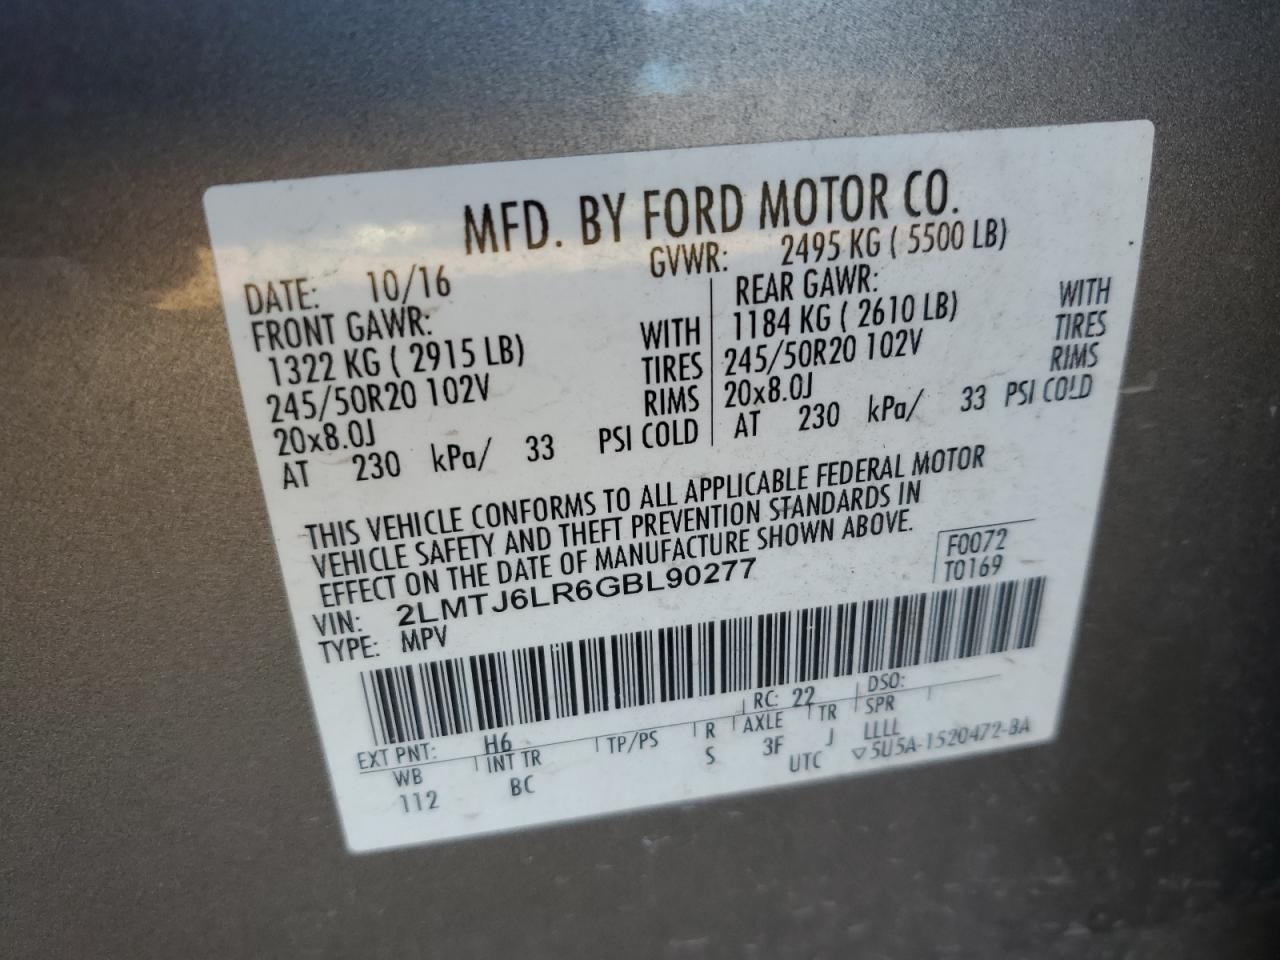 MFD. BY FORD MOTOR CO.
DATE: 10/16 GVWR: 2495 KG ( 5500 LB)
FRONT GAWR: REAR GAWR:
1322 KG ( 2915 LB) WITH 1184 KG ( 2610 LB) WITH
245/50R20 102V TIRES 245/50R20 102V TIRES
20x8.0J RIMS 20x8.0J RIMS
AT 230 kPa/ 33 PSI COLD AT 230 kPa/ 33 PSI COLD
THIS VEHICLE CONFORMS TO ALL APPLICABLE FEDERAL MOTOR
VEHICLE SAFETY AND THEFT PREVENTION STANDARDS IN
EFFECT ON THE DATE OF MANUFACTURE SHOWN ABOVE.
VIN: 2LMTJ6LR6GBL90277 F0072
TYPE: MPV T0169
EXT PNT: H6 RC: 22 DSO:
WB INT TR TP/PS R AXLE TR SPR
112 BC S 3F J LLLL
UTC ▽5U5A-1520472-BA